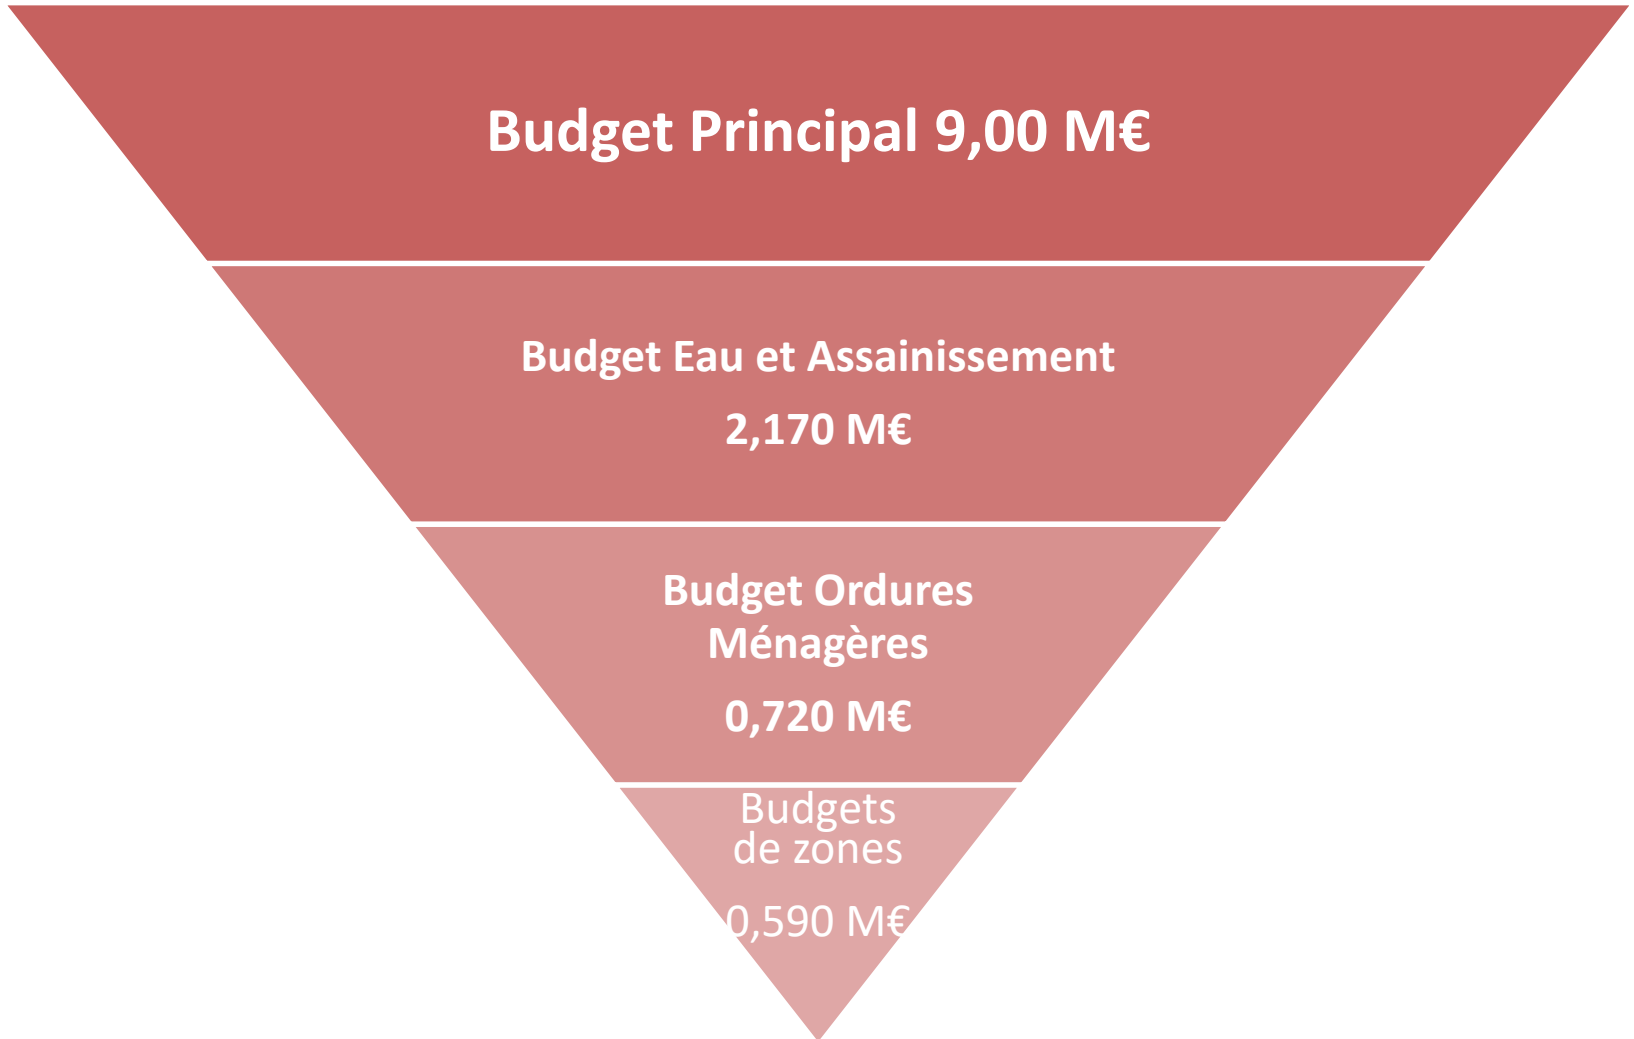 Budget Principal 9,00 M€
Budget Eau et Assainissement
2,170 M€
Budget Ordures
Ménagères
0,720 M€
Budgets
de zones
0,590 M€